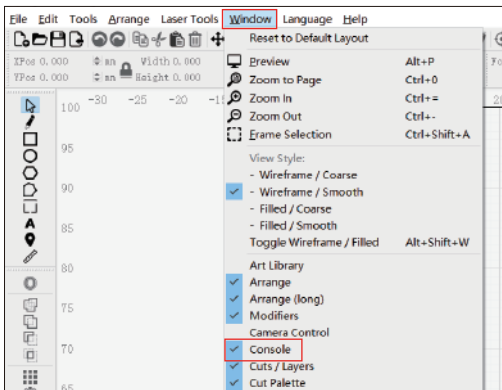 File Edit Tools Arrange Laser Tools Window Language Help
XPos 0.000 mm Width 0.000
YPos 0.000 mm Height 0.000
Reset to Default Layout
Preview Alt+P
Zoom to Page Ctrl+0
Zoom In Ctrl+=
Zoom Out Ctrl+-
Frame Selection Ctrl+Shift+A
View Style:
- Wireframe / Coarse
- Wireframe / Smooth
- Filled / Coarse
- Filled / Smooth
Toggle Wireframe / Filled Alt+Shift+W
Art Library
Arrange
Arrange (long)
Modifiers
Camera Control
Console
Cuts / Layers
Cut Palette
-30 -25 -20
100
95
90
85
80
75
70
65